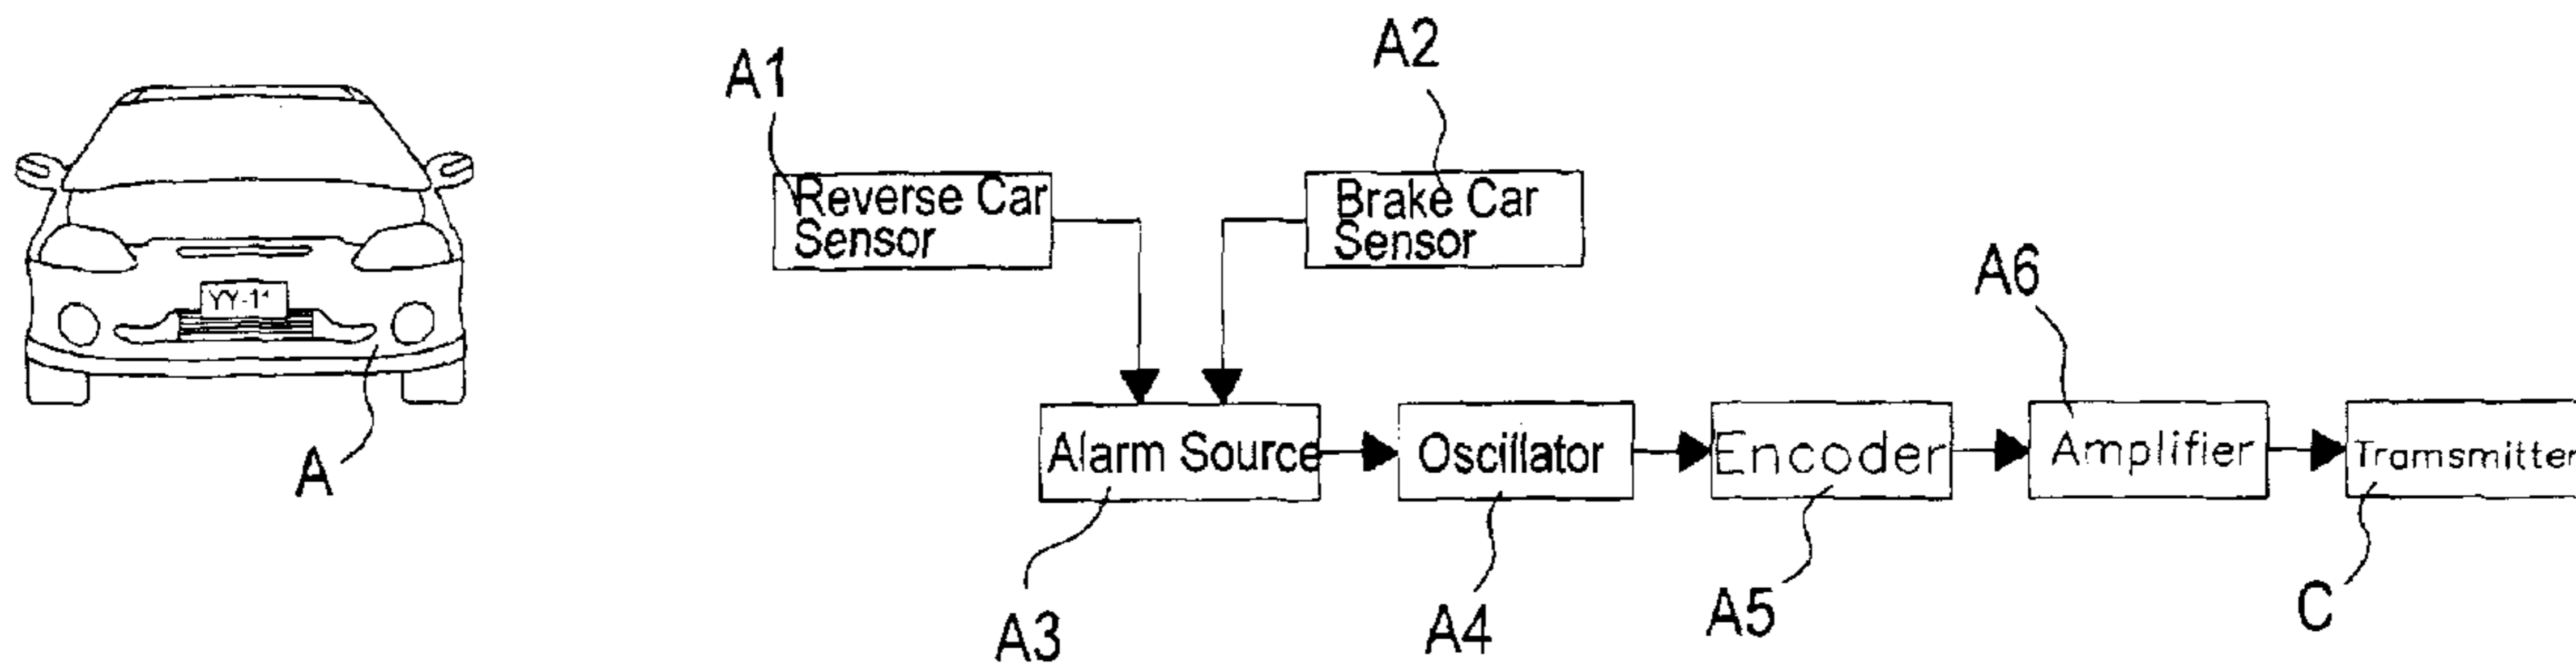 A1
A2
Reverse Car
Sensor
Brake Car
Sensor
A6
YY-11
A
Alarm Source
Oscillator
Encoder
Amplifier
Tramsmitter
A3
A4
A5
C